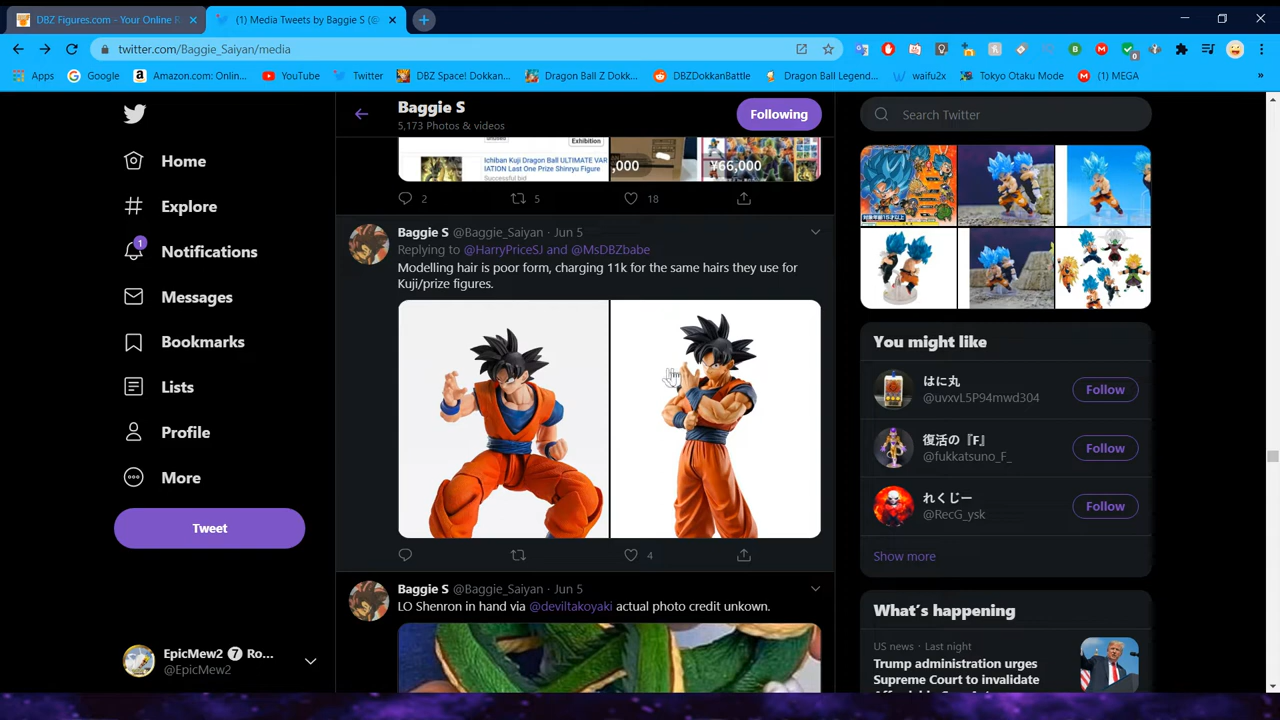 DBZ Figures.com - Your Online R
(1) Media Tweets by Baggie S (@
twitter.com/Baggie_Saiyan/media
Apps
Google
Amazon.com: Onlin...
YouTube
Twitter
DBZ Space! Dokkan...
Dragon Ball Z Dokk...
DBZDokkanBattle
Dragon Ball Legend...
waifu2x
Tokyo Otaku Mode
(1) MEGA
»
Home
Explore
1
Notifications
Messages
Bookmarks
Lists
Profile
More
Tweet
EpicMew2 7 Ro...
@EpicMew2
Baggie S
5,173 Photos & videos
Following
Exhibition
Ichiban Kuji Dragon Ball ULTIMATE VAR
IATION Last One Prize Shinryu Figure
Successful bid
,000
¥66,000
2
5
18
Baggie S @Baggie_Saiyan · Jun 5
Replying to @HarryPriceSJ and @MsDBZbabe
Modelling hair is poor form, charging 11k for the same hairs they use for
Kuji/prize figures.
4
Baggie S @Baggie_Saiyan · Jun 5
LO Shenron in hand via @deviltakoyaki actual photo credit unkown.
Search Twitter
You might like
はに丸
@uvxvL5P94mwd304
Follow
復活の『F』
@fukkatsuno_F_
Follow
れくじー
@RecG_ysk
Follow
Show more
What's happening
US news · Last night
Trump administration urges
Supreme Court to invalidate